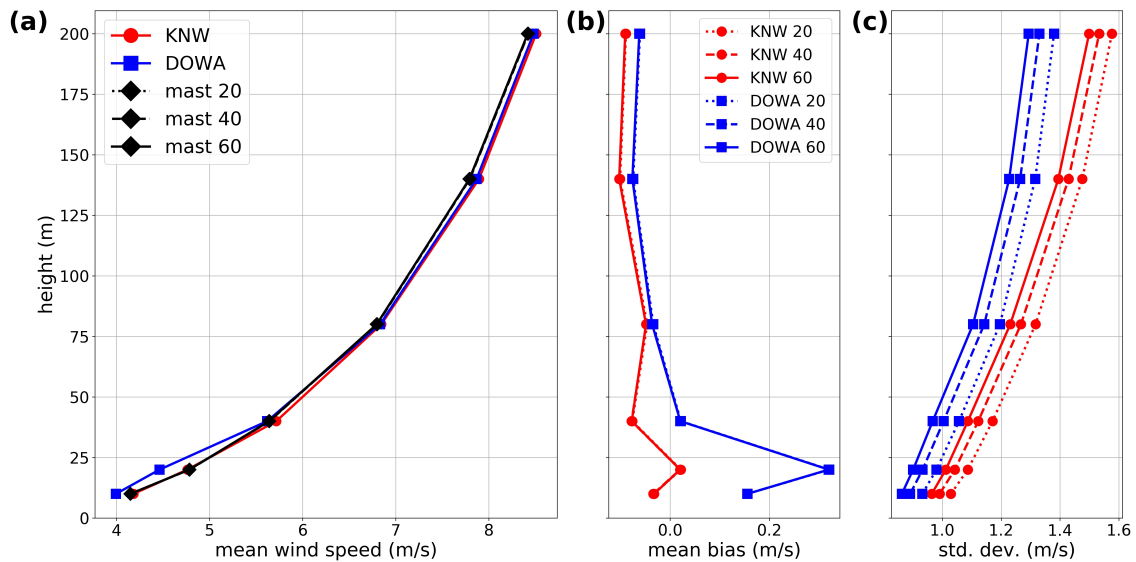 (a)
KNW
DOWA
mast 20
mast 40
mast 60
height (m)
200
175
150
125
100
75
50
25
0
4
5
6
7
8
mean wind speed (m/s)
(b)
KNW 20
KNW 40
KNW 60
DOWA 20
DOWA 40
DOWA 60
0.0
0.2
mean bias (m/s)
(c)
1.0
1.2
1.4
1.6
std. dev. (m/s)